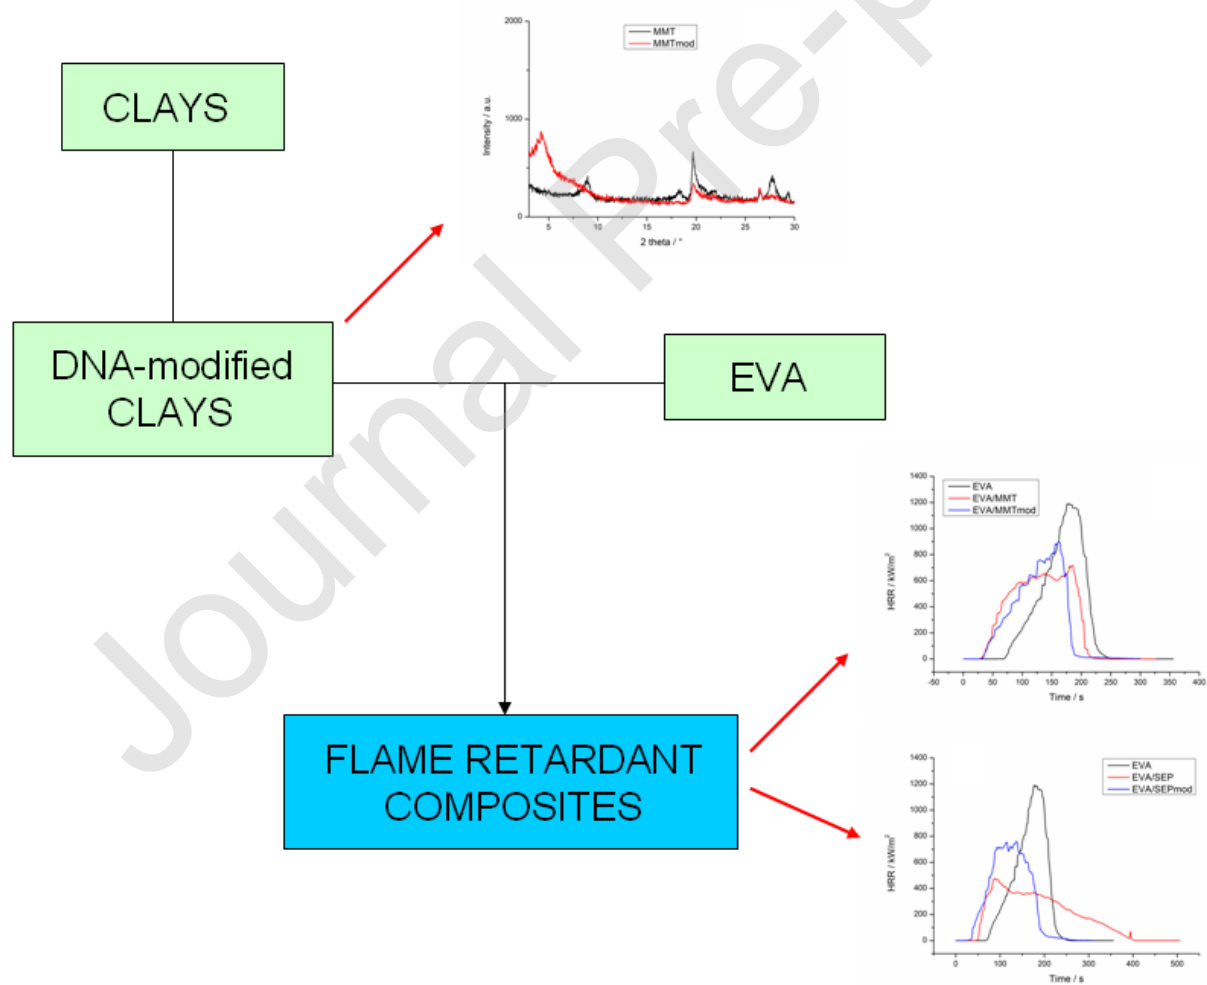 2000
1000
0
Intensity / a.u.
MMT
MMTmod
5 10 15 20 25 30
2 theta / °
CLAYS
DNA-modified
CLAYS
EVA
1400
1200
1000
800
600
400
200
0
HRR / kW/m²
EVA
EVA/MMT
EVA/MMTmod
-50 0 50 100 150 200 250 300 350 400
Time / s
FLAME RETARDANT
COMPOSITES
1400
1200
1000
800
600
400
200
0
HRR / kW/m²
EVA
EVA/SEP
EVA/SEPmod
0 100 200 300 400 500
Time / s
Journal Pre-p